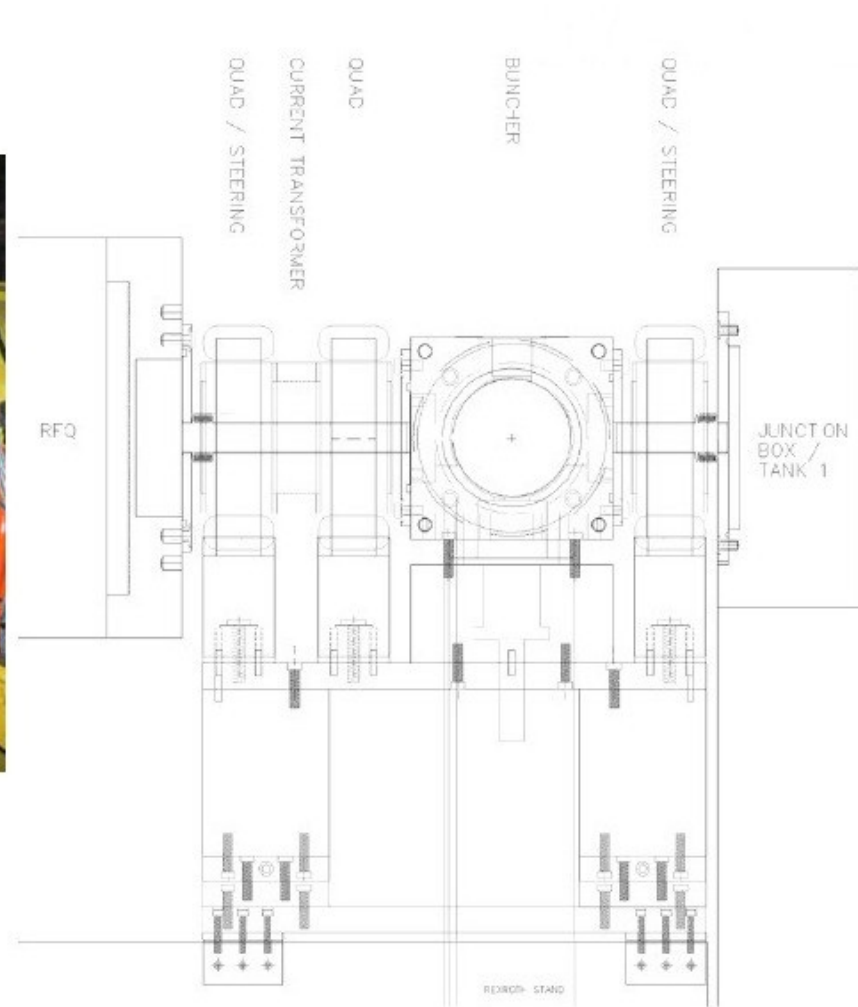 QUAD / STEERING
CURRENT TRANSFORMER
QUAD
BUNCHER
QUAD / STEERING
RFQ
JUNCT ON
BOX /
TANK 1
REXROTH STAND